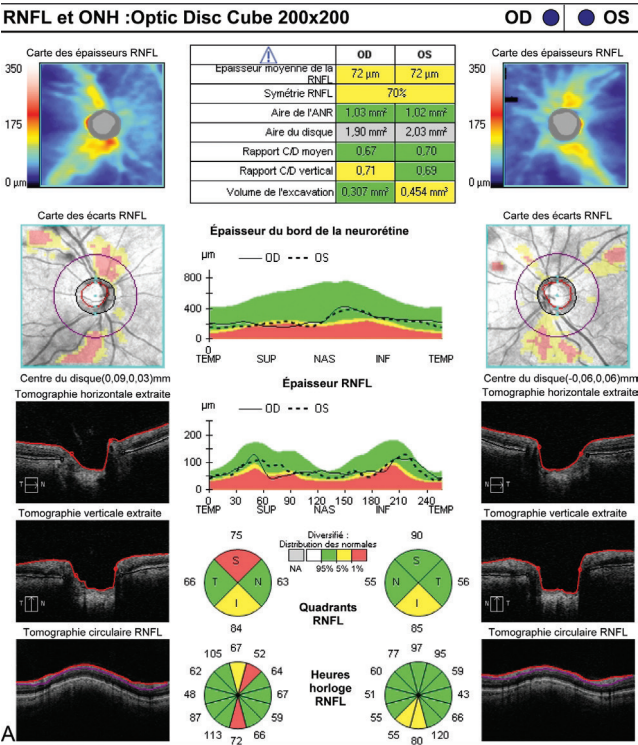 RNFL et ONH :Optic Disc Cube 200x200 OD OS
Carte des épaisseurs RNFL
350
175
0 µm
OD OS
Épaisseur moyenne de la RNFL 72 µm 72 µm
Symétrie RNFL 70%
Aire de l'ANR 1,03 mm² 1,02 mm²
Aire du disque 1,90 mm² 2,03 mm²
Rapport C/D moyen 0.67 0.70
Rapport C/D vertical 0,71 0.69
Volume de l'excavation 0,307 mm³ 0,454 mm³
Carte des épaisseurs RNFL
350
175
0 µm
Carte des écarts RNFL
Centre du disque(0,09,0,03)mm
Épaisseur du bord de la neurorétine
µm OD OS
800
400
200
0
TEMP SUP NAS INF TEMP
Carte des écarts RNFL
Centre du disque(-0,06,0,06)mm
Tomographie horizontale extraite
T N
Épaisseur RNFL
µm OD OS
200
100
0
0 30 60 90 120 150 180 210 240
TEMP SUP NAS INF TEMP
Tomographie horizontale extraite
T N
Tomographie verticale extraite
N
75
66 S T N I 63
84
Diversifié :
Distribution des normales
NA 95% 5% 1%
Quadrants
RNFL
90
55 S N T I 56
85
Tomographie verticale extraite
N
Tomographie circulaire RNFL
67
105 52
62 64
48 67
87 59
113 66
72
Heures
horloge
RNFL
97
77 95
60 59
51 43
55 66
55 120
80
Tomographie circulaire RNFL
A